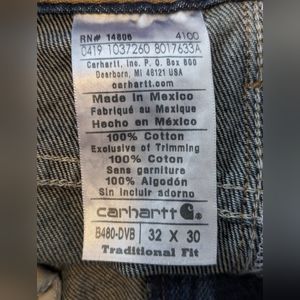 RN# 14806 4100
0419 1037260 8017633A
Carhartt, Inc. P.O. Box 600
Dearborn, MI 48121 USA
carhartt.com
Made in Mexico
Fabriqué au Mexique
Hecho en México
100% Cotton
Exclusive of Trimming
100% Coton
Sans garniture
100% Algodón
Sin incluir adorno
carhartt
B480-DVB 32 X 30
Traditional Fit